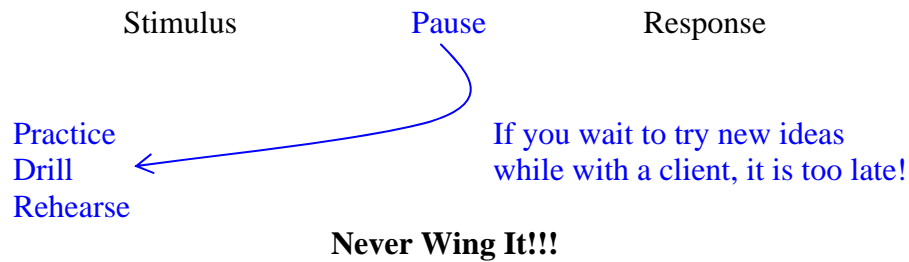 Stimulus Pause Response
Practice
Drill
Rehearse
If you wait to try new ideas
while with a client, it is too late!
Never Wing It!!!